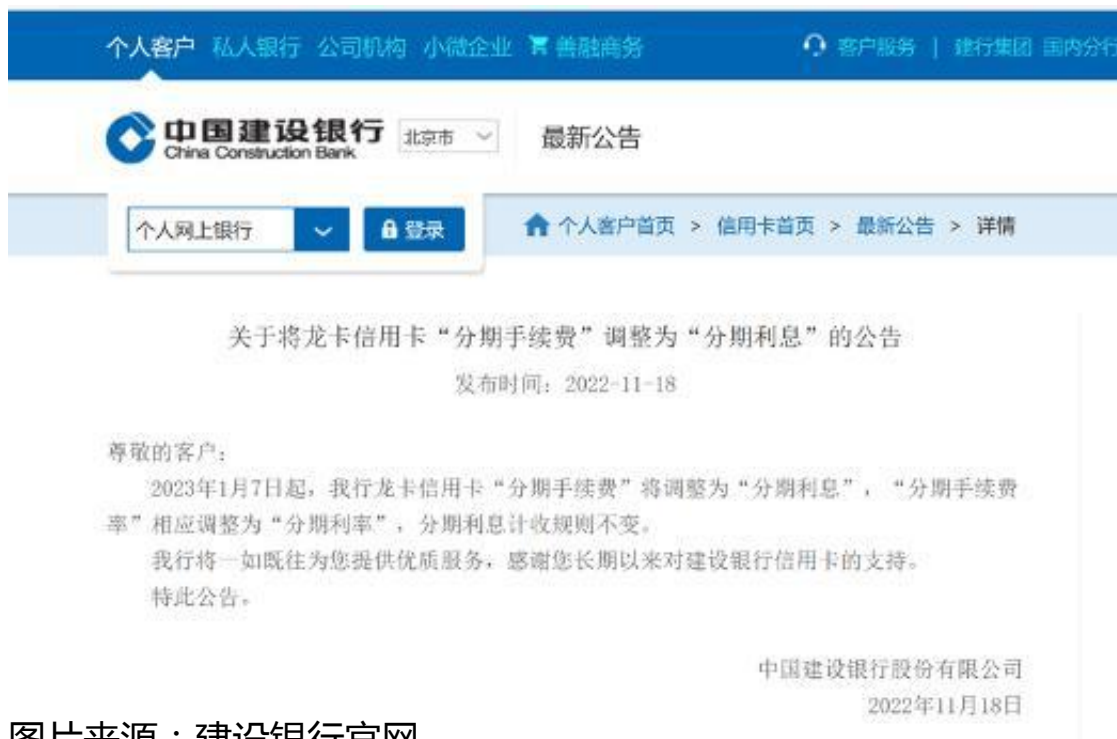 个人客户 私人银行 公司机构 小微企业 善融商务 客户服务 | 建行集团 国内分行
中国建设银行 北京市 最新公告
China Construction Bank
个人网上银行 登录 个人客户首页 > 信用卡首页 > 最新公告 > 详情
关于将龙卡信用卡“分期手续费”调整为“分期利息”的公告
发布时间：2022-11-18
尊敬的客户：
2023年1月7日起，我行龙卡信用卡“分期手续费”将调整为“分期利息”，“分期手续费
率”相应调整为“分期利率”，分期利息计收规则不变。
我行将一如既往为您提供优质服务，感谢您长期以来对建设银行信用卡的支持。
特此公告。
中国建设银行股份有限公司
2022年11月18日
图片来源：建设银行官网